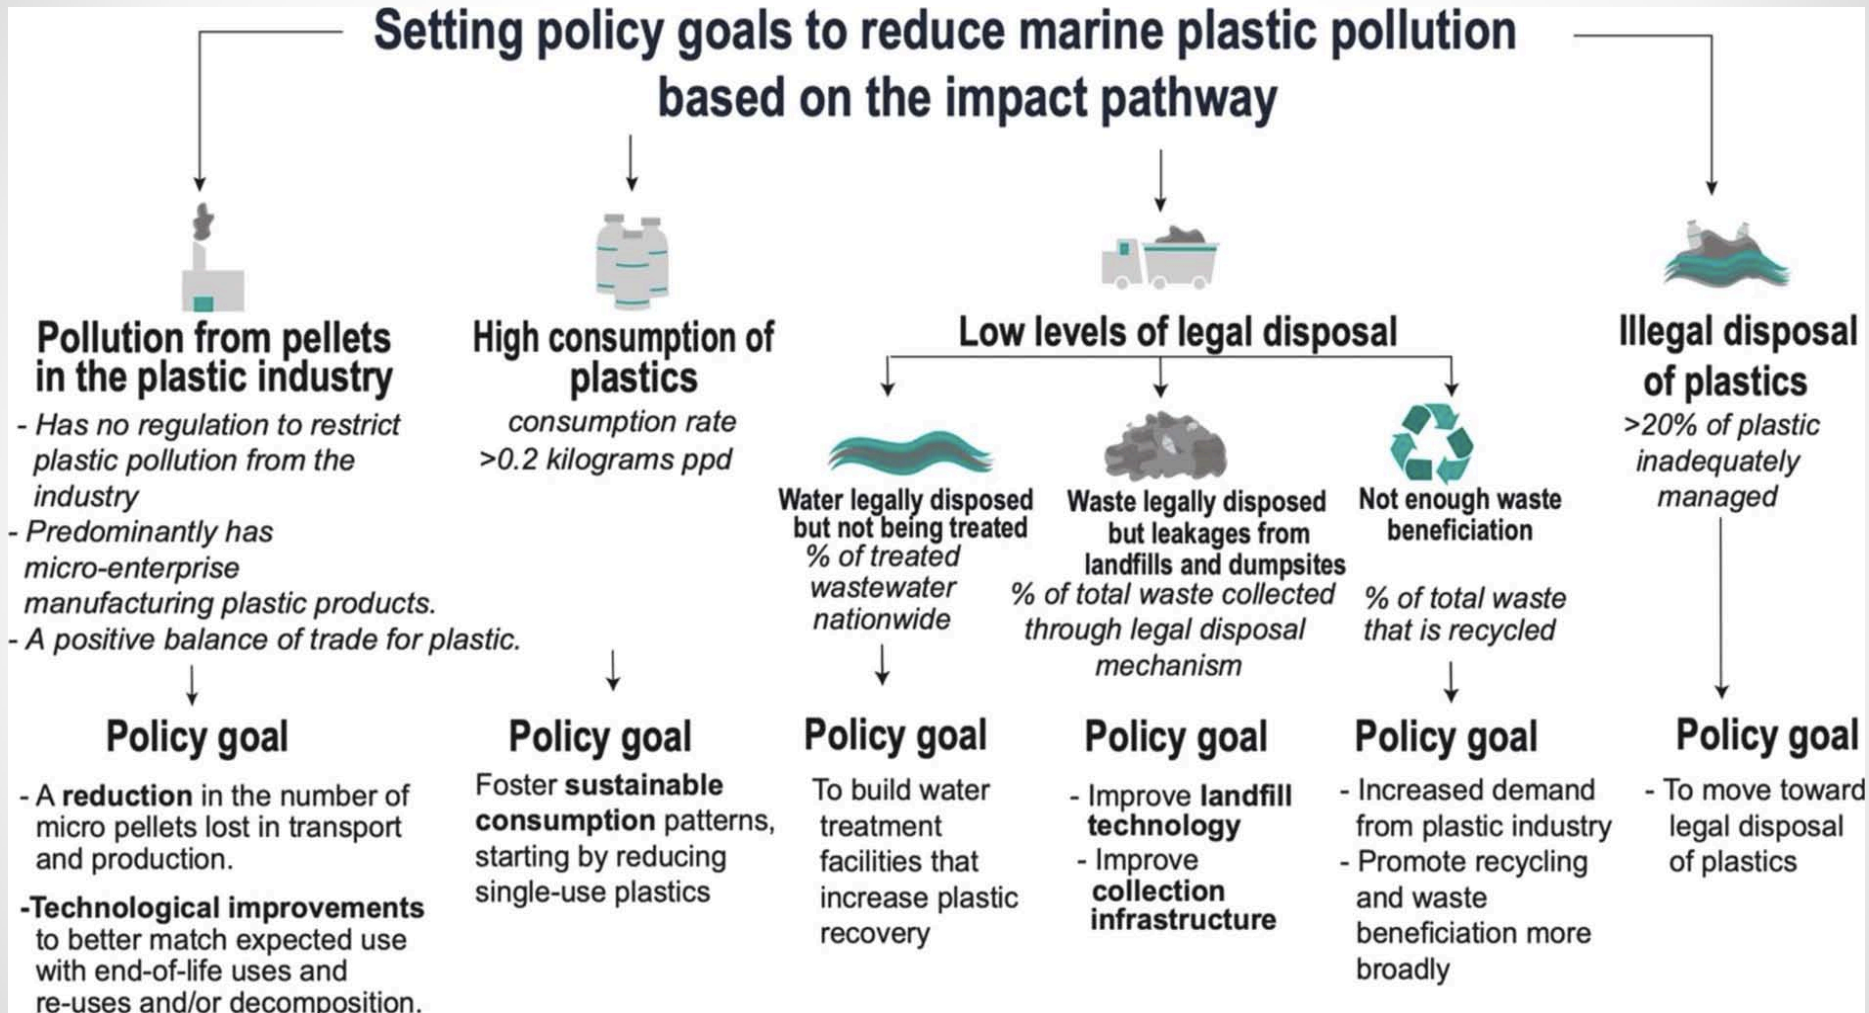 Setting policy goals to reduce marine plastic pollution
based on the impact pathway
Pollution from pellets
in the plastic industry
- Has no regulation to restrict
plastic pollution from the
industry
- Predominantly has
micro-enterprise
manufacturing plastic products.
- A positive balance of trade for plastic.
Policy goal
- A reduction in the number of
micro pellets lost in transport
and production.
-Technological improvements
to better match expected use
with end-of-life uses and
re-uses and/or decomposition.
High consumption of
plastics
consumption rate
>0.2 kilograms ppd
Policy goal
Foster sustainable
consumption patterns,
starting by reducing
single-use plastics
Low levels of legal disposal
Water legally disposed
but not being treated
% of treated
wastewater
nationwide
Policy goal
To build water
treatment
facilities that
increase plastic
recovery
Waste legally disposed
but leakages from
landfills and dumpsites
% of total waste collected
through legal disposal
mechanism
Policy goal
- Improve landfill
technology
- Improve
collection
infrastructure
Not enough waste
beneficiation
% of total waste
that is recycled
Policy goal
- Increased demand
from plastic industry
- Promote recycling
and waste
beneficiation more
broadly
Illegal disposal
of plastics
>20% of plastic
inadequately
managed
Policy goal
- To move toward
legal disposal
of plastics